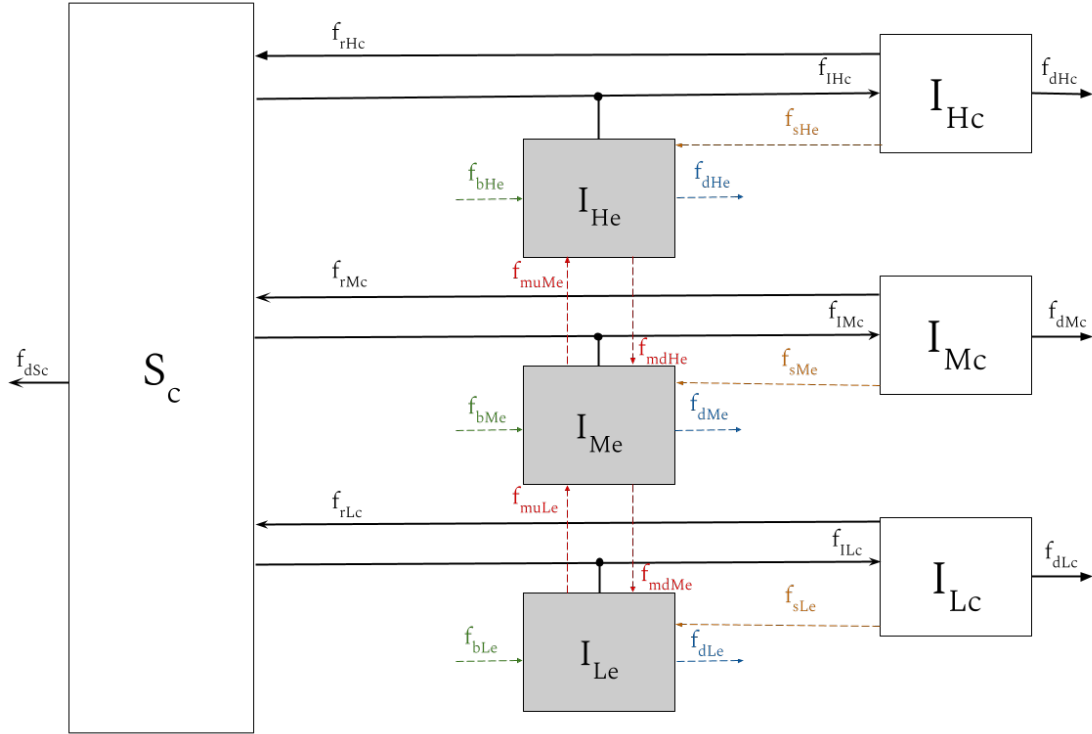 f_rHc
f_IHc
I_Hc
f_dHc
f_sHe
f_bHe
I_He
f_dHe
f_rMc
f_muMe
f_IMc
I_Mc
f_dMc
f_mdHe
f_dSc
S_c
f_sMe
f_bMe
I_Me
f_dMe
f_rLc
f_muLe
f_ILc
I_Lc
f_dLc
f_mdMe
f_sLe
f_bLe
I_Le
f_dLe